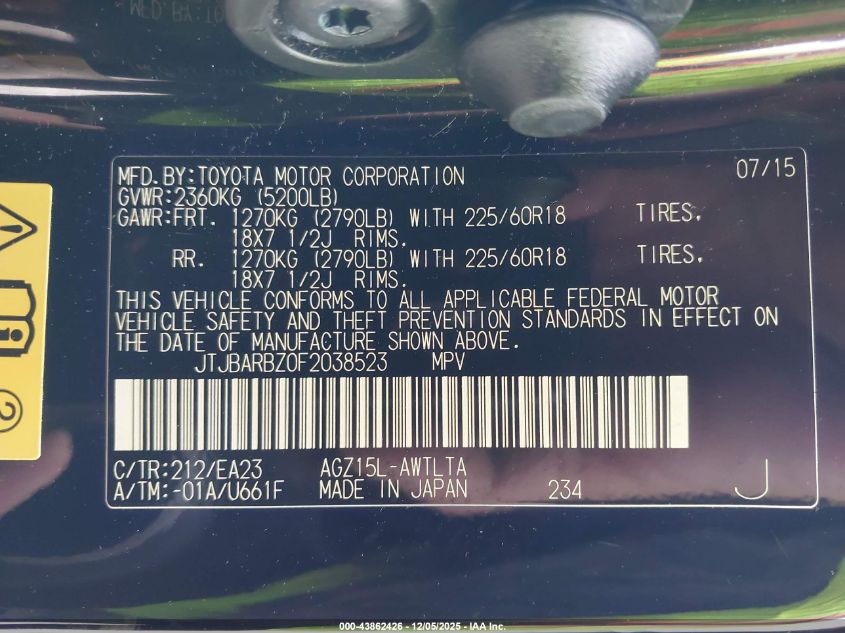 MFD.BY:TOYOTA MOTOR CORPORATION 07/15
GVWR:2360KG (5200LB)
GAWR:FRT. 1270KG (2790LB) WITH 225/60R18 TIRES.
18X7 1/2J RIMS.
RR. 1270KG (2790LB) WITH 225/60R18 TIRES.
18X7 1/2J RIMS.
THIS VEHICLE CONFORMS TO ALL APPLICABLE FEDERAL MOTOR
VEHICLE SAFETY AND THEFT PREVENTION STANDARDS IN EFFECT ON
THE DATE OF MANUFACTURE SHOWN ABOVE.
JTJBARBZ0F2038523 MPV
C/TR:212/EA23 AGZ15L-AWTLTA
A/TM:-01A/U661F MADE IN JAPAN 234 J
2
000-43862426 - 12/05/2025 - IAA Inc.